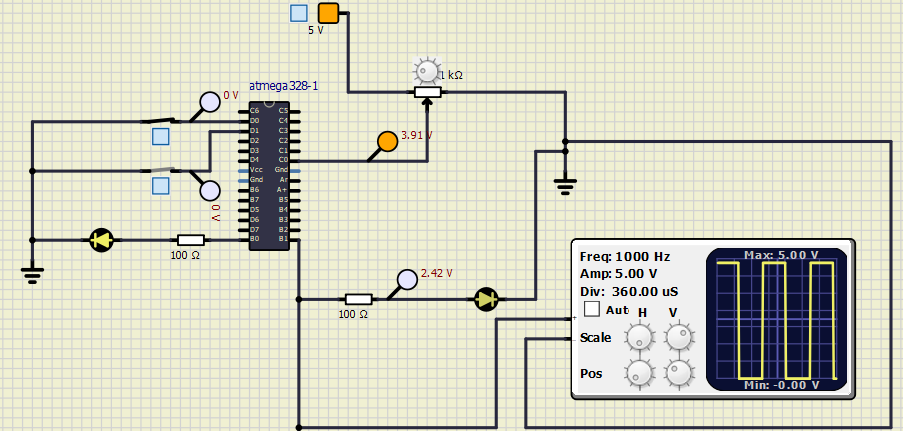 5 V
1 kΩ
atmega328-1
0 V
3.91 V
0 V
C6 C5
D0 C4
D1 C3
D2 C2
D3 C1
D4 C0
Vcc Gnd
Gnd Ar
B6 A+
B7 B5
D5 B4
D6 B3
D7 B2
B0 B1
100 Ω
2.42 V
100 Ω
Freq: 1000 Hz
Amp: 5.00 V
Div: 360.00 uS
Auto H V
Scale
Pos
+
Max: 5.00 V
Min: -0.00 V